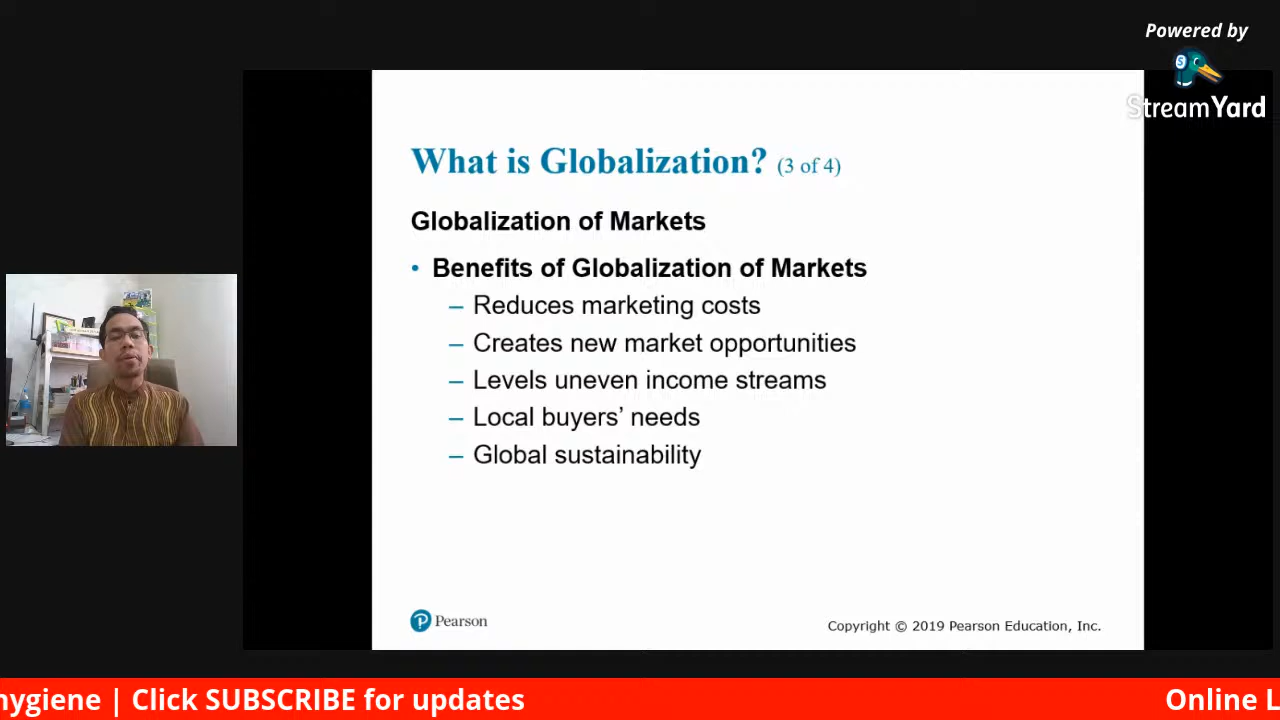 Powered by
StreamYard
What is Globalization? (3 of 4)
Globalization of Markets
• Benefits of Globalization of Markets
– Reduces marketing costs
– Creates new market opportunities
– Levels uneven income streams
– Local buyers’ needs
– Global sustainability
Pearson
Copyright © 2019 Pearson Education, Inc.
hygiene | Click SUBSCRIBE for updates
Online L